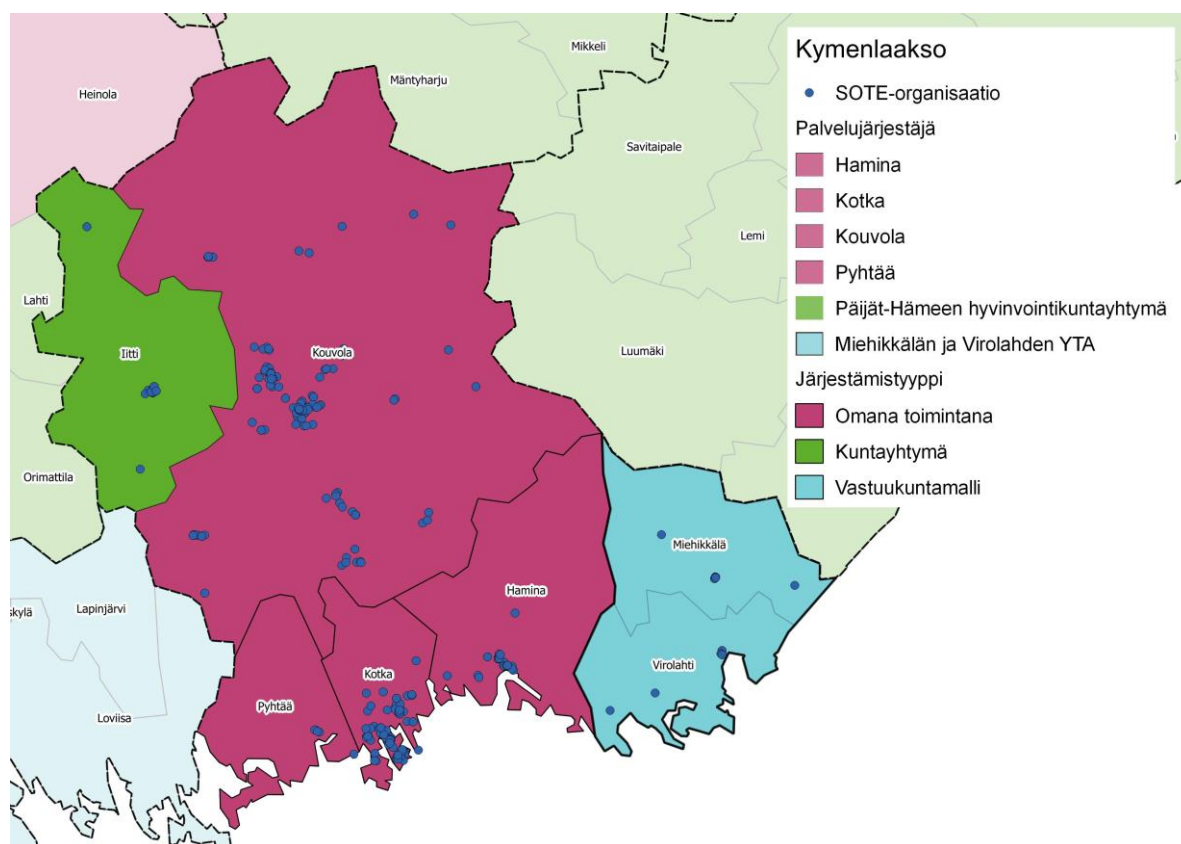 Mikkeli
Mäntyharju
Heinola
Savitaipale
Lemi
Lahti
Iitti
Kouvola
Luumäki
Orimattila
Miehikkälä
Hamina
skylä
Lapinjärvi
Virolahti
Kotka
Pyhtää
Loviisa
Kymenlaakso
SOTE-organisaatio
Palvelujärjestäjä
Hamina
Kotka
Kouvola
Pyhtää
Päijät-Hämeen hyvinvointikuntayhtymä
Miehikkälän ja Virolahden YTA
Järjestämistyyppi
Omana toimintana
Kuntayhtymä
Vastuukuntamalli